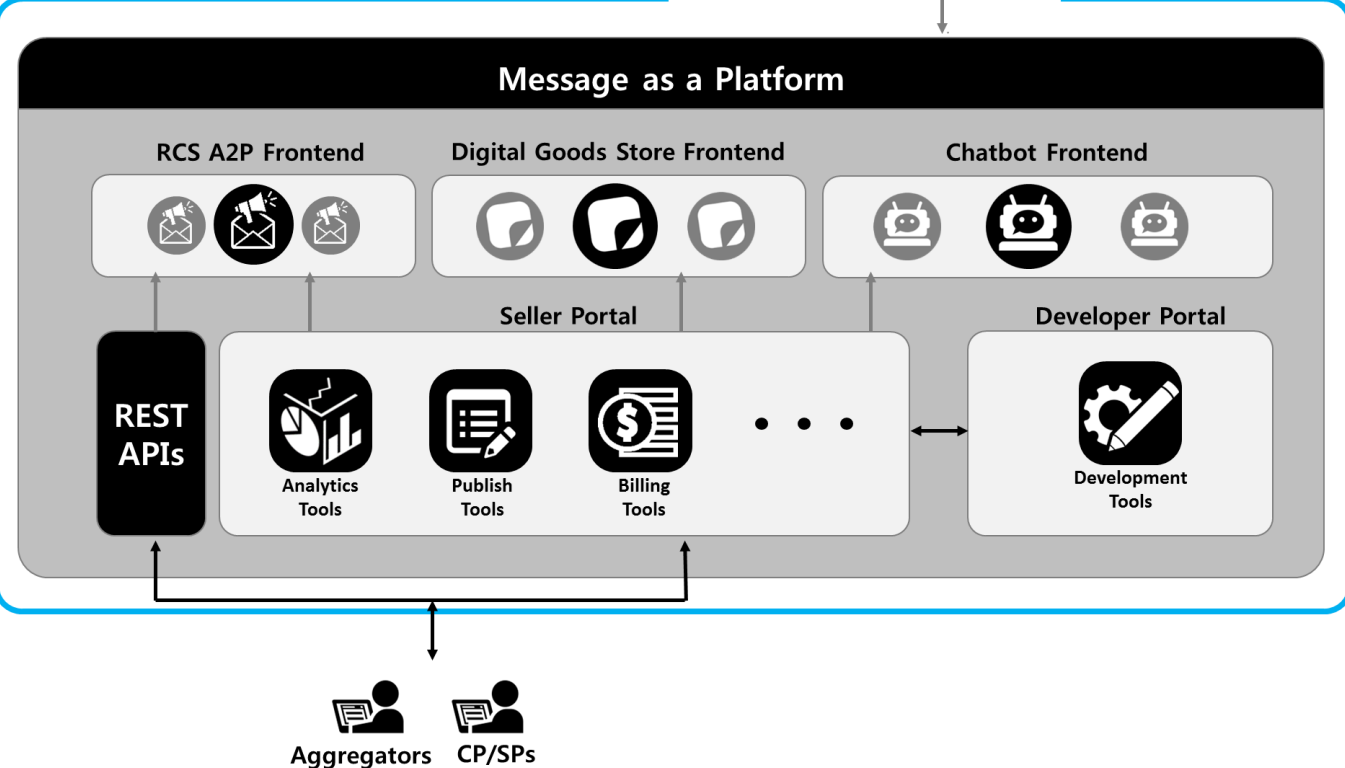 Message as a Platform
RCS A2P Frontend
Digital Goods Store Frontend
Chatbot Frontend
Seller Portal
Developer Portal
REST
APIs
Analytics
Tools
Publish
Tools
Billing
Tools
• • •
Development
Tools
Aggregators
CP/SPs